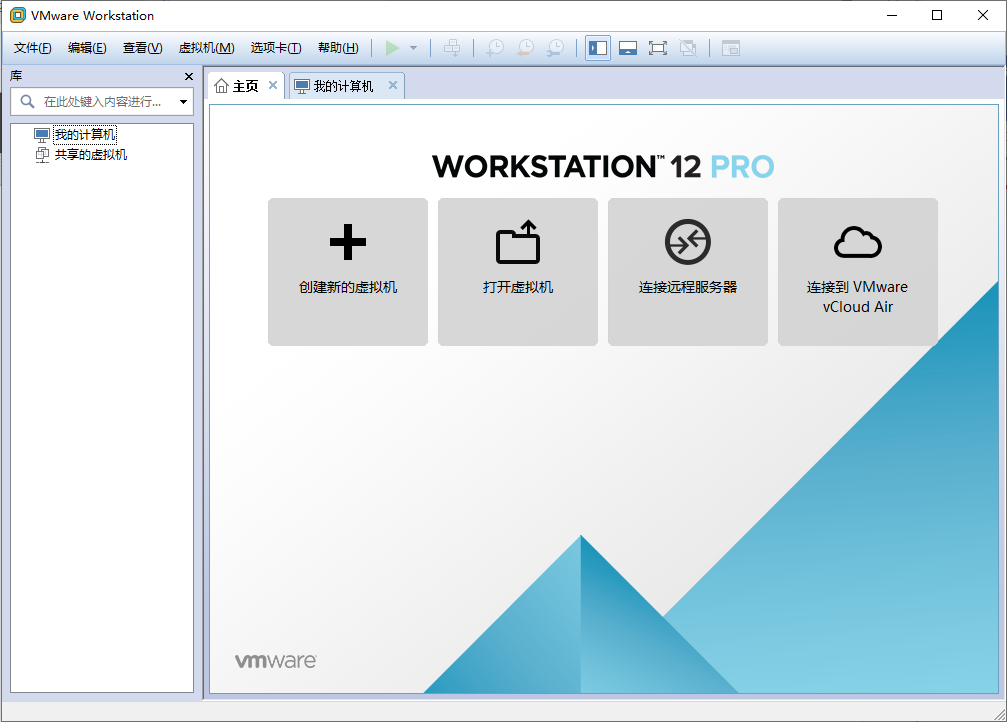 VMware Workstation
文件(F) 编辑(E) 查看(V) 虚拟机(M) 选项卡(T) 帮助(H)
库
在此处键入内容进行...
我的计算机
共享的虚拟机
主页 我的计算机
WORKSTATION™ 12 PRO
创建新的虚拟机
打开虚拟机
连接远程服务器
连接到 VMware
vCloud Air
vmware